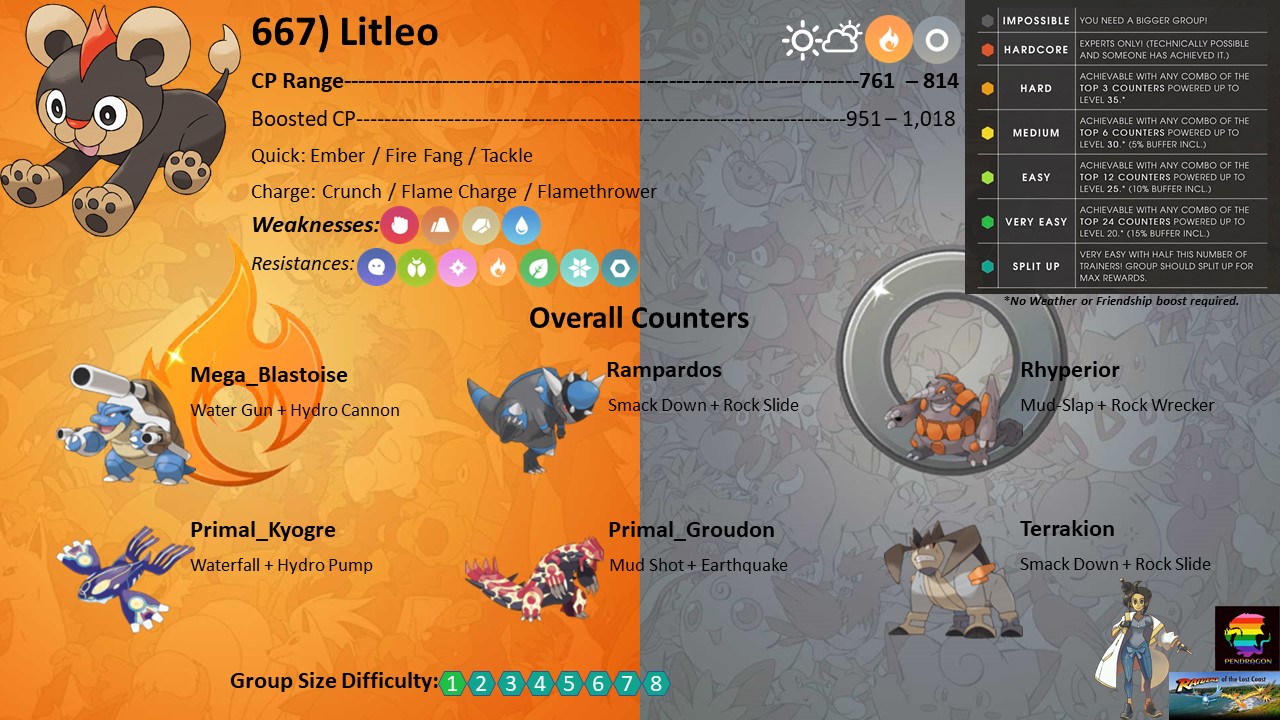 667) Litleo
CP Range--------------------------------------------------------------------------761 – 814
Boosted CP----------------------------------------------------------------------951 – 1,018
Quick: Ember / Fire Fang / Tackle
Charge: Crunch / Flame Charge / Flamethrower
Weaknesses:
Resistances:
IMPOSSIBLE YOU NEED A BIGGER GROUP!
HARDCORE EXPERTS ONLY! (TECHNICALLY POSSIBLE
AND SOMEONE HAS ACHIEVED IT.)
HARD ACHIEVABLE WITH ANY COMBO OF THE
TOP 3 COUNTERS POWERED UP TO
LEVEL 35.*
MEDIUM ACHIEVABLE WITH ANY COMBO OF THE
TOP 6 COUNTERS POWERED UP TO
LEVEL 30.* (5% BUFFER INCL.)
EASY ACHIEVABLE WITH ANY COMBO OF THE
TOP 12 COUNTERS POWERED UP TO
LEVEL 25.* (10% BUFFER INCL.)
VERY EASY ACHIEVABLE WITH ANY COMBO OF THE
TOP 24 COUNTERS POWERED UP TO
LEVEL 20.* (15% BUFFER INCL.)
SPLIT UP VERY EASY WITH HALF THIS NUMBER OF
TRAINERS! GROUP SHOULD SPLIT UP FOR
MAX REWARDS.
*No Weather or Friendship boost required.
Overall Counters
Mega_Blastoise
Water Gun + Hydro Cannon
Rampardos
Smack Down + Rock Slide
Rhyperior
Mud-Slap + Rock Wrecker
Primal_Kyogre
Waterfall + Hydro Pump
Primal_Groudon
Mud Shot + Earthquake
Terrakion
Smack Down + Rock Slide
Group Size Difficulty: 1 2 3 4 5 6 7 8
PENDRAGON
RAIDERS of the Lost Coast